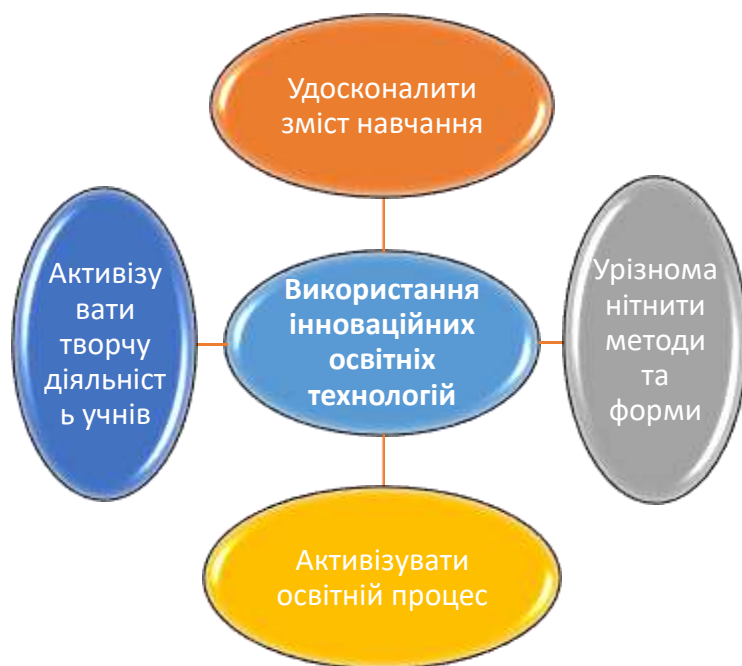 Удосконалити
зміст навчання
Активізу
вати
творчу
діяльніст
ь учнів
Використання
інноваційних
освітніх
технологій
Урізнома
нітнити
методи
та
форми
Активізувати
освітній процес